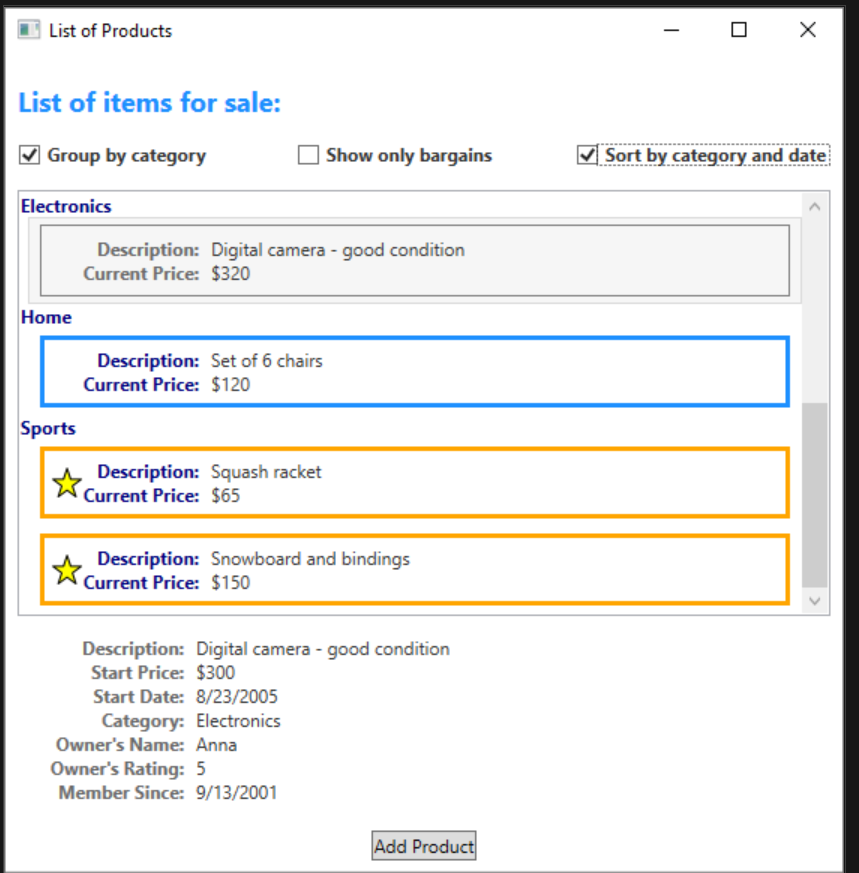 List of Products
List of items for sale:
Group by category Show only bargains Sort by category and date
Electronics
Description: Digital camera - good condition
Current Price: $320
Home
Description: Set of 6 chairs
Current Price: $120
Sports
Description: Squash racket
Current Price: $65
Description: Snowboard and bindings
Current Price: $150
Description: Digital camera - good condition
Start Price: $300
Start Date: 8/23/2005
Category: Electronics
Owner's Name: Anna
Owner's Rating: 5
Member Since: 9/13/2001
Add Product